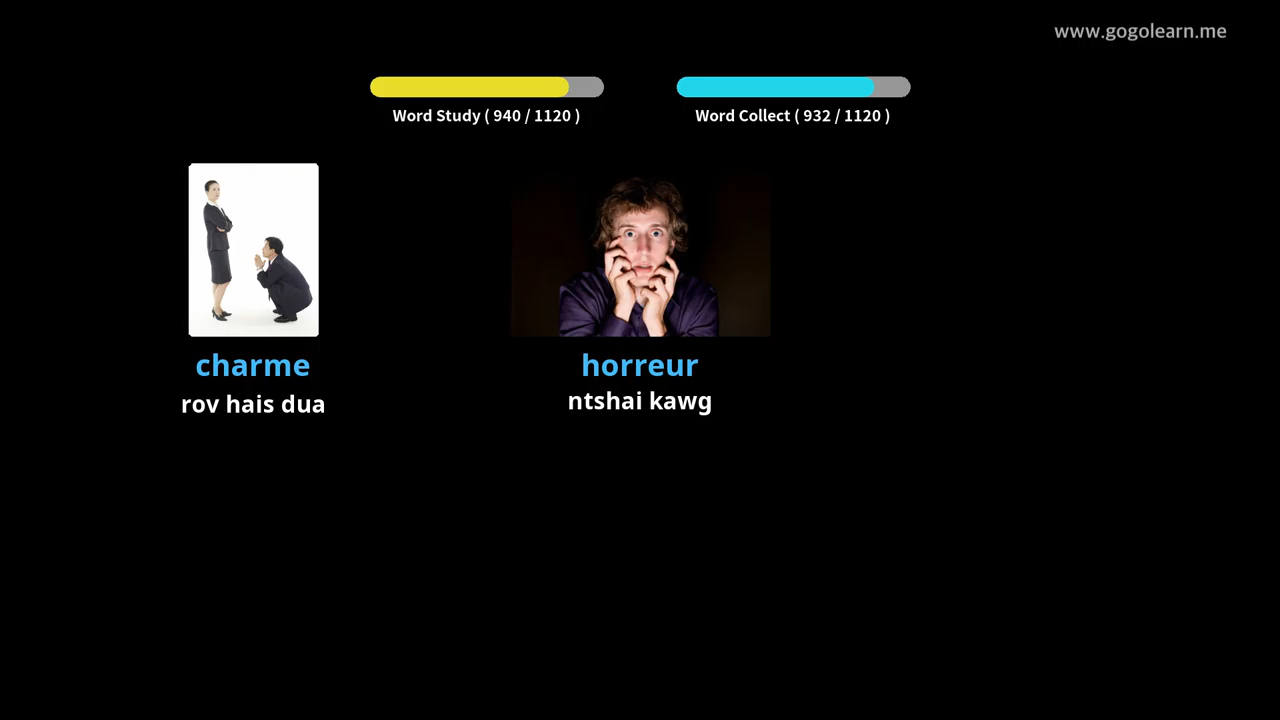 www.gogolearn.me
Word Study ( 940 / 1120 )
Word Collect ( 932 / 1120 )
charme
rov hais dua
horreur
ntshai kawg